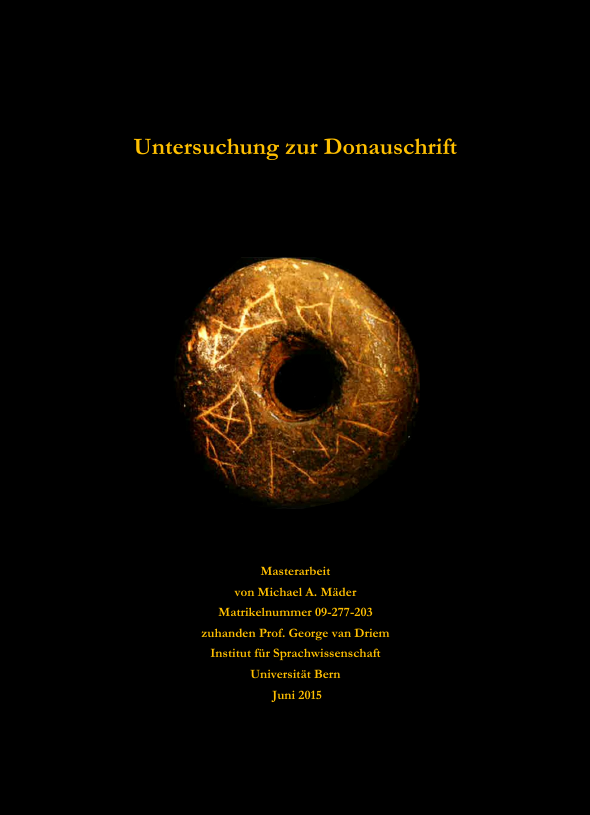 Untersuchung zur Donauschrift
Masterarbeit
von Michael A. Mäder
Matrikelnummer 09-277-203
zuhanden Prof. George van Driem
Institut für Sprachwissenschaft
Universität Bern
Juni 2015